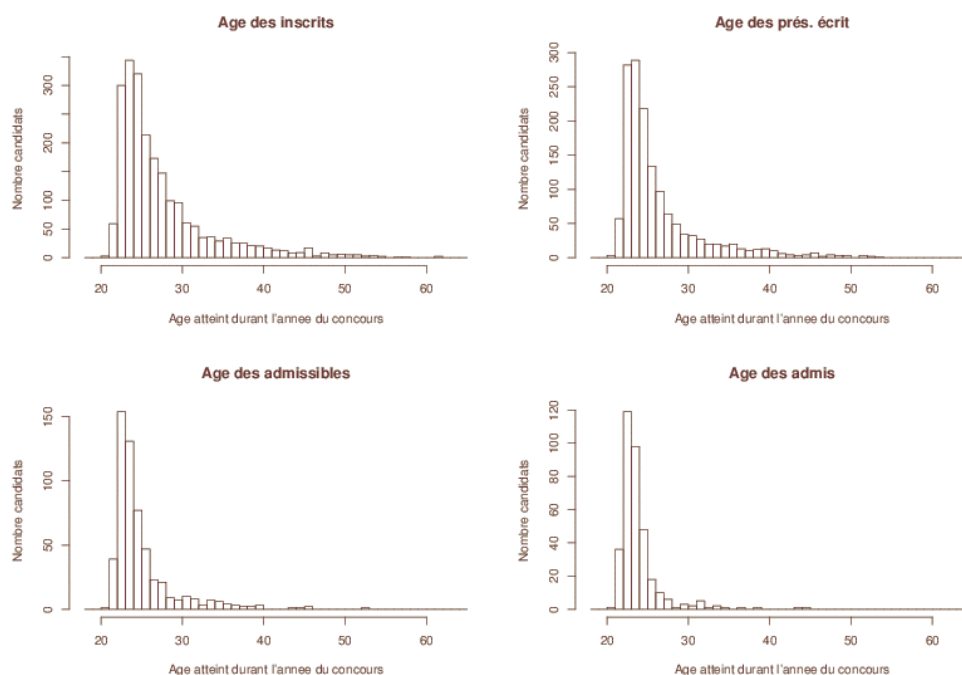 Age des inscrits
Nombre candidats
0 50 100 200 300
20 30 40 50 60
Age atteint durant l'annee du concours
Age des prés. écrit
Nombre candidats
0 50 100 150 200 250 300
20 30 40 50 60
Age atteint durant l'annee du concours
Age des admissibles
Nombre candidats
0 50 100 150
20 30 40 50 60
Age atteint durant l'annee du concours
Age des admis
Nombre candidats
0 20 40 60 80 100 120
20 30 40 50 60
Age atteint durant l'annee du concours